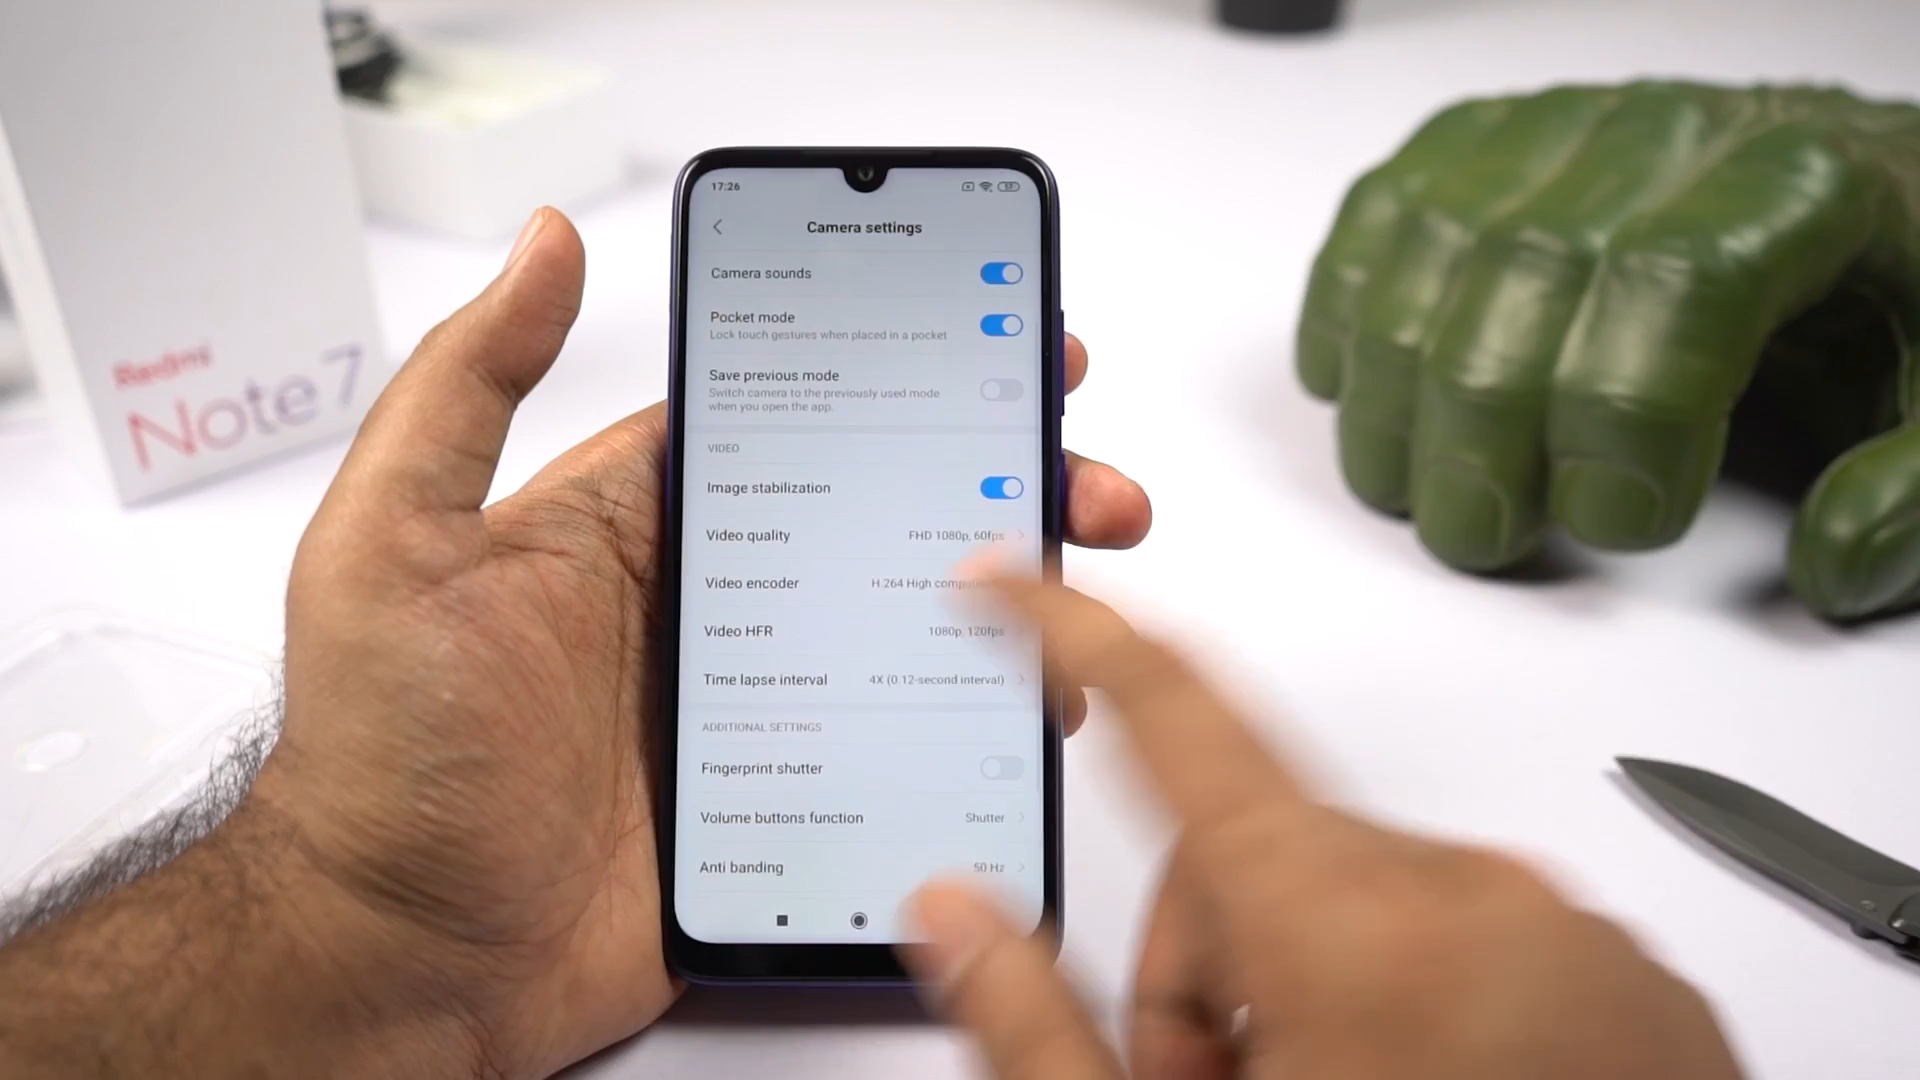 Redmi
Note 7
17:26
Camera settings
Camera sounds
Pocket mode
Lock touch gestures when placed in a pocket
Save previous mode
Switch camera to the previously used mode
when you open the app.
VIDEO
Image stabilization
Video quality FHD 1080p, 60fps
Video encoder H.264 High
Video HFR 1080p, 120fps
Time lapse interval 4X (0.12-second interval)
ADDITIONAL SETTINGS
Fingerprint shutter
Volume buttons function Shutter
Anti banding 50 Hz